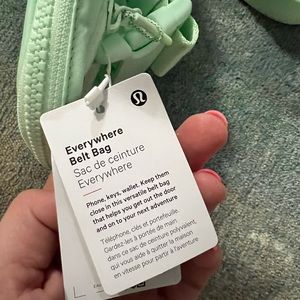 Everywhere
Belt Bag
Sac de ceinture
Everywhere
Phone, keys, wallet. Keep them
close in this versatile belt bag
that helps you get out the door
and on to your next adventure
Téléphone, clés et portefeuille.
Gardez-les à portée de main
dans ce sac de ceinture polyvalent,
qui vous aide à quitter la maison
en vitesse pour partir à l'aventure